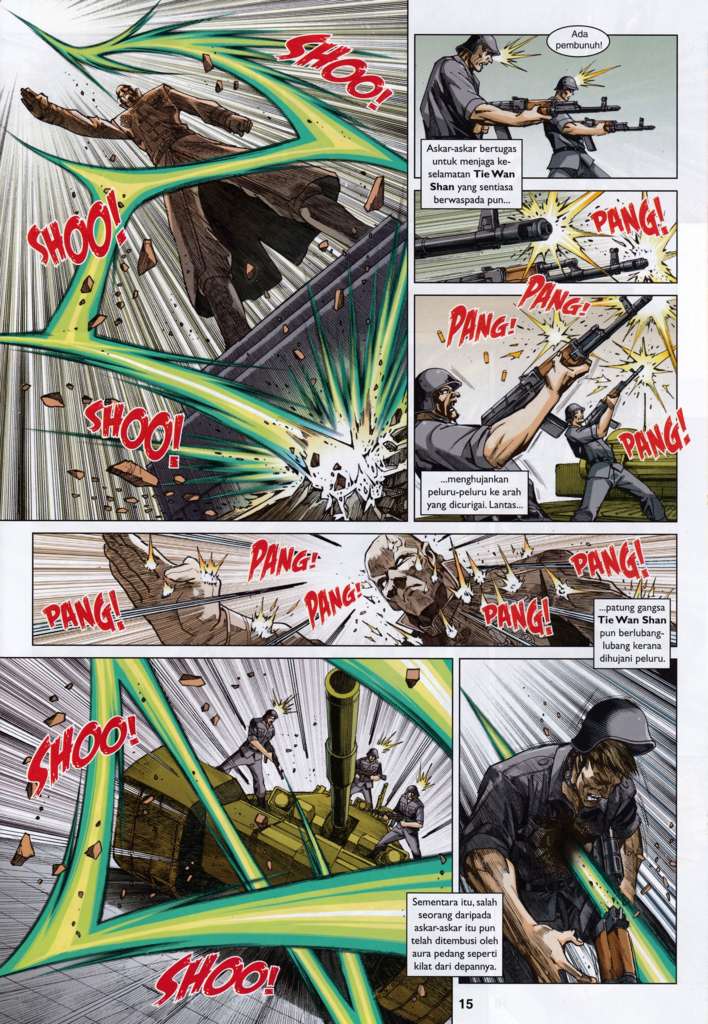 SHOO!
SHOO!
SHOO!
Ada
pembunuh!
Askar-askar bertugas
untuk menjaga ke-
selamatan Tie Wan
Shan yang sentiasa
berwaspada pun...
PANG!
PANG!
PANG!
PANG!
...menghujankan
peluru-peluru ke arah
yang dicurigai. Lantas...
PANG!
PANG!
PANG!
PANG!
PANG!
...patung gangsa
Tie Wan Shan
pun berlubang-
lubang kerana
dihujani peluru.
SHOO!
SHOO!
Sementara itu, salah
seorang daripada
askar-askar itu pun
telah ditembusi oleh
aura pedang seperti
kilat dari depannya.
15